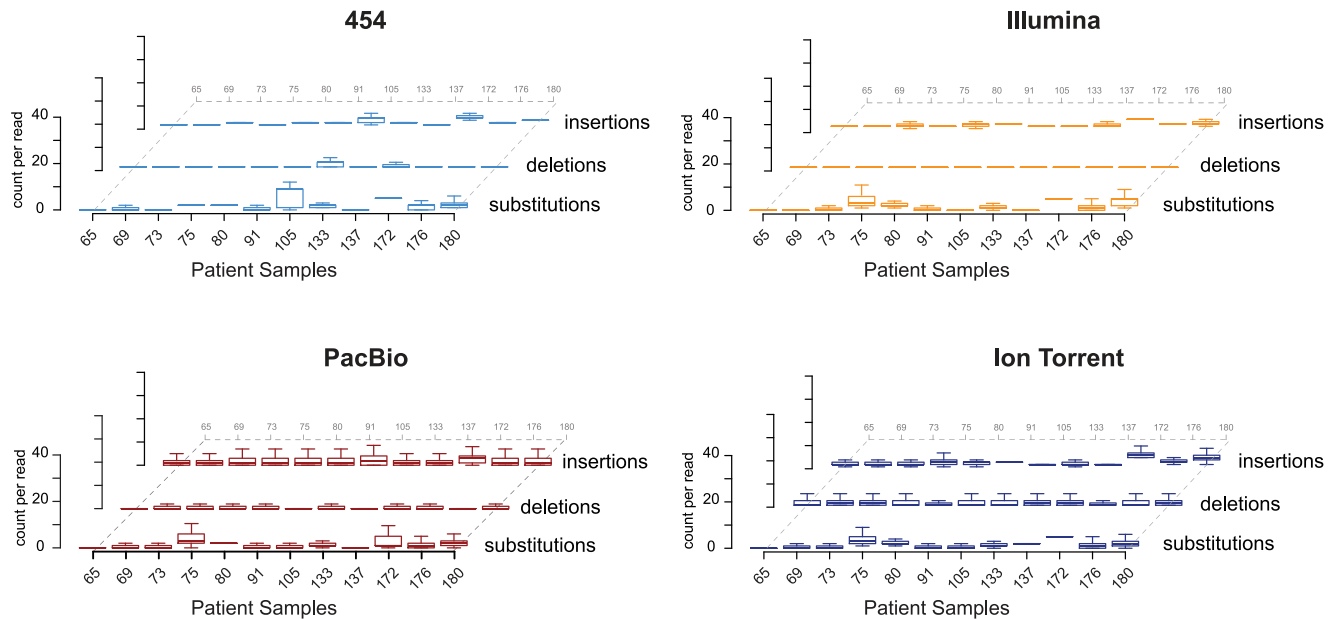 454
Illumina
count per read
40
20
0
65 69 73 75 80 91 105 133 137 172 176 180
insertions
deletions
substitutions
65 69 73 75 80 91 105 133 137 172 176 180
Patient Samples
count per read
40
20
0
65 69 73 75 80 91 105 133 137 172 176 180
insertions
deletions
substitutions
65 69 73 75 80 91 105 133 137 172 176 180
Patient Samples
PacBio
Ion Torrent
count per read
40
20
0
65 69 73 75 80 91 105 133 137 172 176 180
insertions
deletions
substitutions
65 69 73 75 80 91 105 133 137 172 176 180
Patient Samples
count per read
40
20
0
65 69 73 75 80 91 105 133 137 172 176 180
insertions
deletions
substitutions
65 69 73 75 80 91 105 133 137 172 176 180
Patient Samples